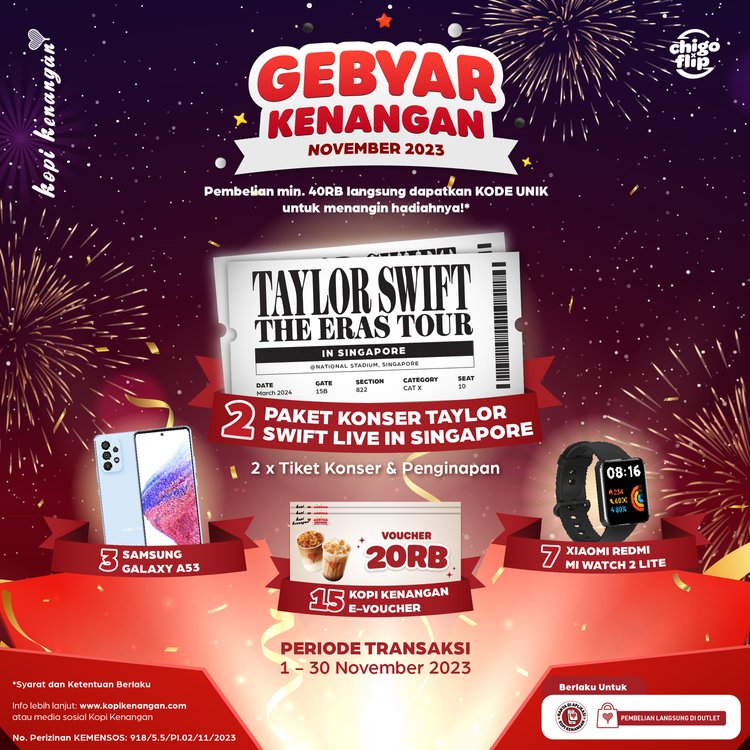 kopi kenangan
chigo
flip
GEBYAR
KENANGAN
NOVEMBER 2023
Pembelian min. 40RB langsung dapatkan KODE UNIK
untuk menangin hadiahnya!*
TAYLOR SWIFT
THE ERAS TOUR
IN SINGAPORE
@NATIONAL STADIUM, SINGAPORE
DATE GATE SECTION CATEGORY SEAT
March 2024 15B 822 CAT X 10
2 PAKET KONSER TAYLOR
SWIFT LIVE IN SINGAPORE
2 x Tiket Konser & Penginapan
3 SAMSUNG
GALAXY A53
kopi
kenangan
VOUCHER
20RB
15 KOPI KENANGAN
E-VOUCHER
08:16
7 XIAOMI REDMI
MI WATCH 2 LITE
PERIODE TRANSAKSI
1 - 30 November 2023
*Syarat dan Ketentuan Berlaku
Info lebih lanjut: www.kopikenangan.com
atau media sosial Kopi Kenangan
No. Perizinan KEMENSOS: 918/5.5/PI.02/11/2023
Berlaku Untuk
PEMBELIAN LANGSUNG DI OUTLET